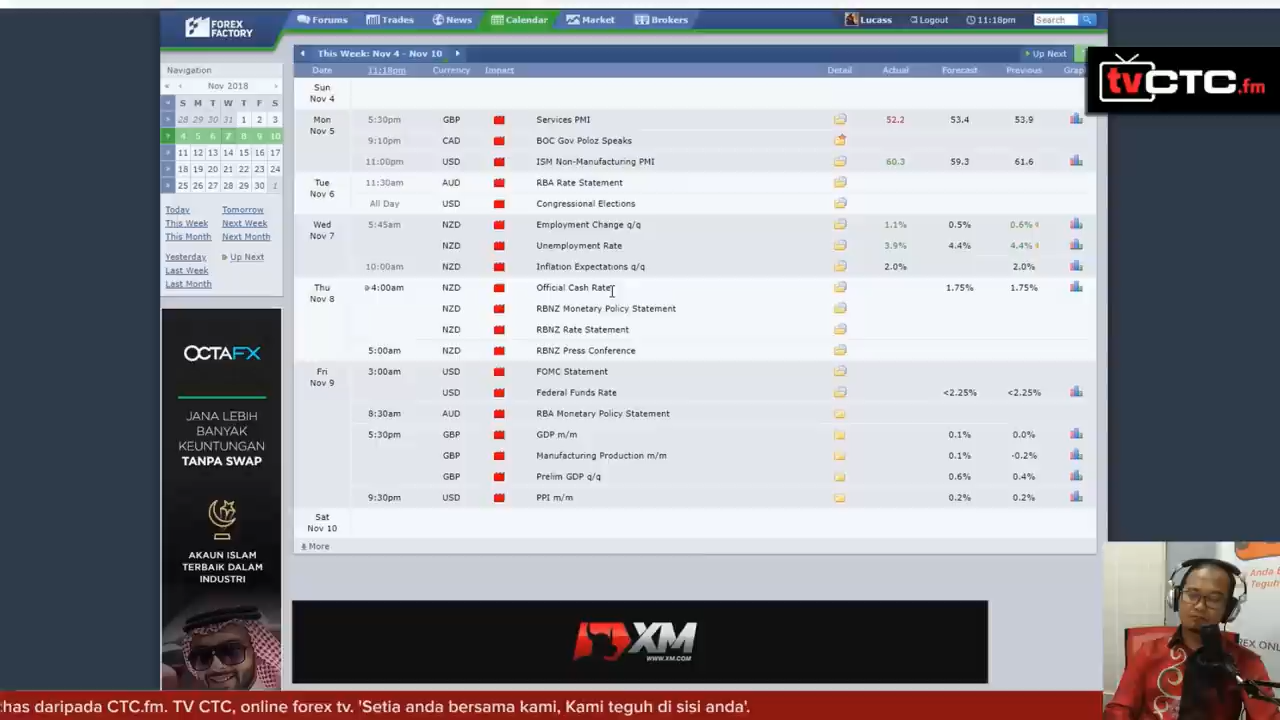 FOREX FACTORY
Forums Trades News Calendar Market Brokers Lucass Logout 11:18pm Search
This Week: Nov 4 - Nov 10 Up Next
Date 11:18pm Currency Impact Detail Actual Forecast Previous Grap
Sun Nov 4
Mon Nov 5 5:30pm GBP Services PMI 52.2 53.4 53.9
9:10pm CAD BOC Gov Poloz Speaks
11:00pm USD ISM Non-Manufacturing PMI 60.3 59.3 61.6
Tue Nov 6 11:30am AUD RBA Rate Statement
All Day USD Congressional Elections
Wed Nov 7 5:45am NZD Employment Change q/q 1.1% 0.5% 0.6%
NZD Unemployment Rate 3.9% 4.4% 4.4%
10:00am NZD Inflation Expectations q/q 2.0% 2.0%
Thu Nov 8 4:00am NZD Official Cash Rate 1.75% 1.75%
NZD RBNZ Monetary Policy Statement
NZD RBNZ Rate Statement
5:00am NZD RBNZ Press Conference
Fri Nov 9 3:00am USD FOMC Statement
USD Federal Funds Rate <2.25% <2.25%
8:30am AUD RBA Monetary Policy Statement
5:30pm GBP GDP m/m 0.1% 0.0%
GBP Manufacturing Production m/m 0.1% -0.2%
GBP Prelim GDP q/q 0.6% 0.4%
9:30pm USD PPI m/m 0.2% 0.2%
Sat Nov 10
More
Navigation
« ‹ Nov 2018 ›
S M T W T F S
28 29 30 31 1 2 3
4 5 6 7 8 9 10
11 12 13 14 15 16 17
18 19 20 21 22 23 24
25 26 27 28 29 30 1
Today Tomorrow
This Week Next Week
This Month Next Month
Yesterday Up Next
Last Week
Last Month
OCTAFX
JANA LEBIH
BANYAK
KEUNTUNGAN
TANPA SWAP
AKAUN ISLAM
TERBAIK DALAM
INDUSTRI
XM
WWW.XM.COM
tvCTC.fm
Anda
Teguh
REX ONL
has daripada CTC.fm. TV CTC, online forex tv. 'Setia anda bersama kami, Kami teguh di sisi anda'.